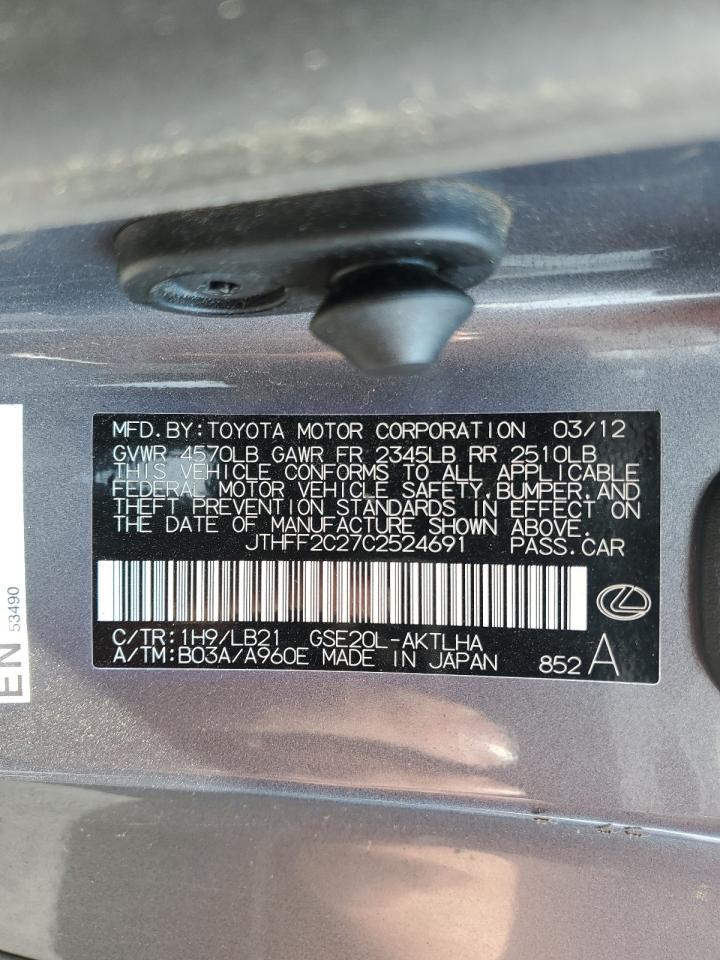 MFD. BY: TOYOTA MOTOR CORPORATION 03/12
GVWR 4570LB GAWR FR 2345LB RR 2510LB
THIS VEHICLE CONFORMS TO ALL APPLICABLE
FEDERAL MOTOR VEHICLE SAFETY, BUMPER, AND
THEFT PREVENTION STANDARDS IN EFFECT ON
THE DATE OF MANUFACTURE SHOWN ABOVE.
JTHFF2C27C2524691 PASS. CAR
C/TR: 1H9/LB21 GSE20L-AKTLHA
A/TM: B03A/A960E MADE IN JAPAN 852 A
EN 53490